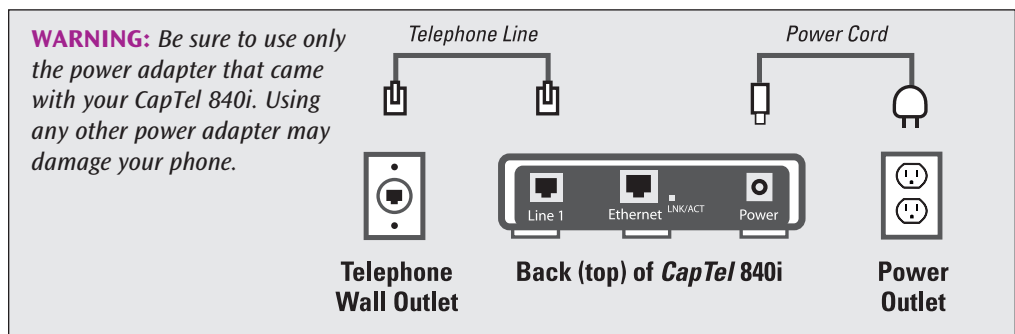 WARNING: Be sure to use only
the power adapter that came
with your CapTel 840i. Using
any other power adapter may
damage your phone.
Telephone Line
Power Cord
Line 1
Ethernet
LNK/ACT
Power
Telephone
Wall Outlet
Back (top) of CapTel 840i
Power
Outlet